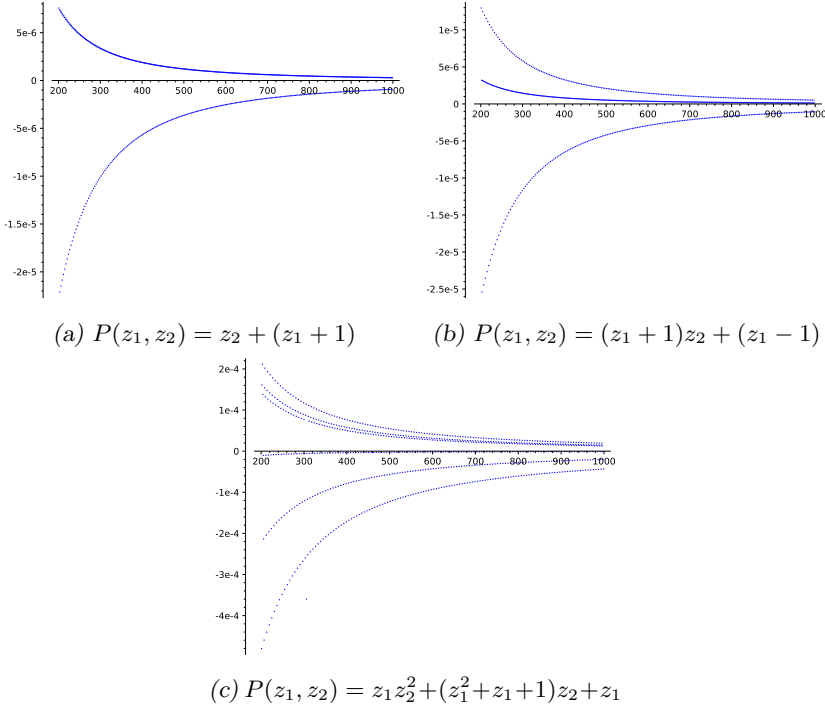 5e-6
0
200 300 400 500 600 700 800 900 1000
-5e-6
-1e-5
-1.5e-5
-2e-5
1e-5
5e-6
0
200 300 400 500 600 700 800 900 1000
-5e-6
-1e-5
-1.5e-5
-2e-5
-2.5e-5
(a) P(z₁, z₂) = z₂ + (z₁ + 1)
(b) P(z₁, z₂) = (z₁ + 1)z₂ + (z₁ − 1)
2e-4
1e-4
0
200 300 400 500 600 700 800 900 1000
-1e-4
-2e-4
-3e-4
-4e-4
(c) P(z₁, z₂) = z₁z₂²+(z₁²+z₁+1)z₂+z₁